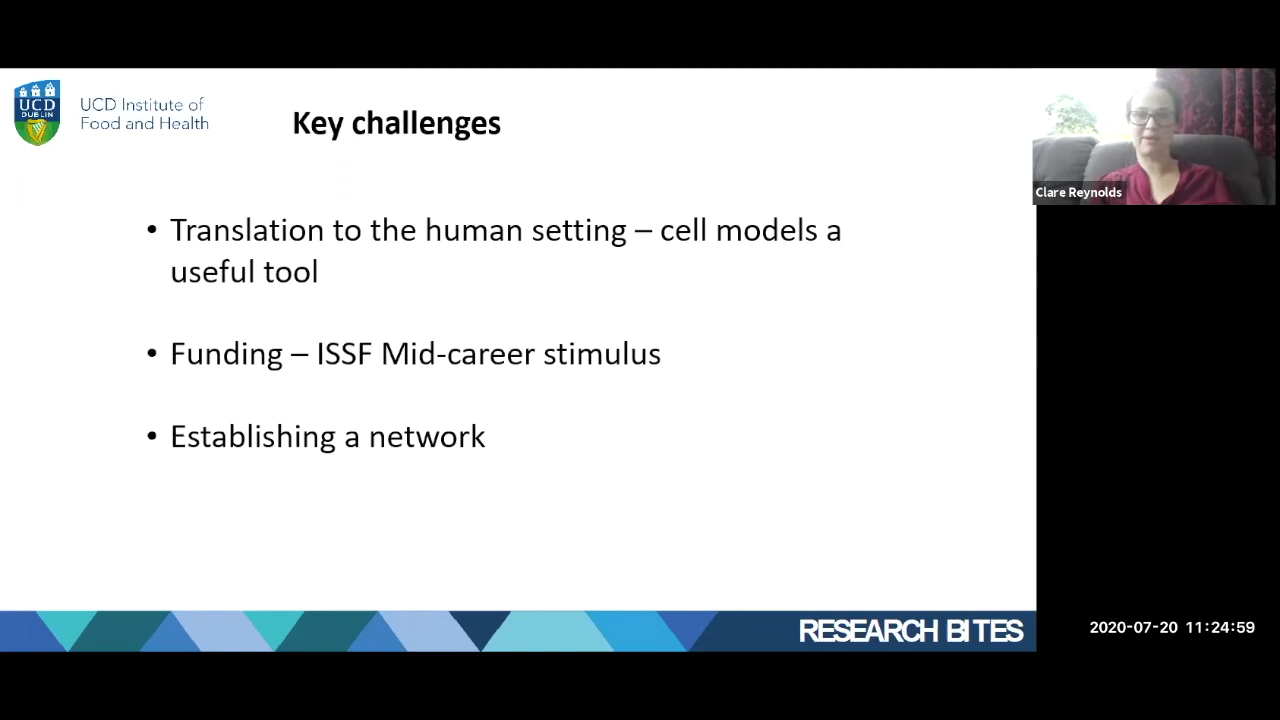 UCD
DUBLIN
UCD Institute of
Food and Health
Key challenges
Clare Reynolds
• Translation to the human setting – cell models a
useful tool
• Funding – ISSF Mid-career stimulus
• Establishing a network
RESEARCH BITES
2020-07-20 11:24:59